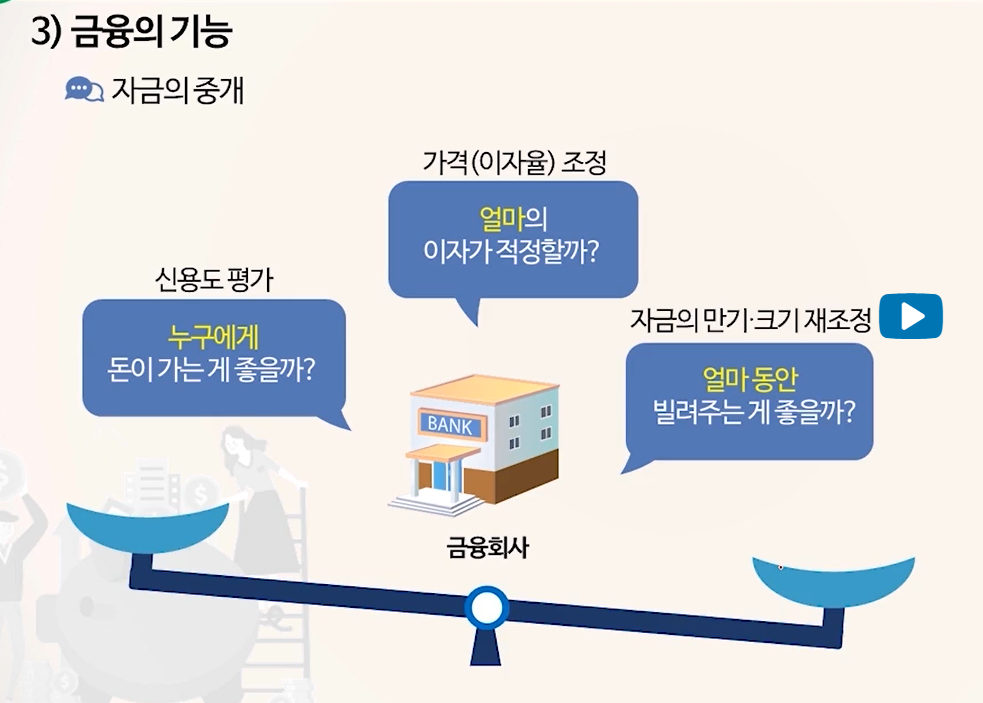 3) 금융의 기능
자금의 중개
가격(이자율) 조정
얼마의
이자가 적정할까?
신용도 평가
누구에게
돈이 가는 게 좋을까?
자금의 만기·크기 재조정
얼마 동안
빌려주는 게 좋을까?
BANK
금융회사
$
$
$